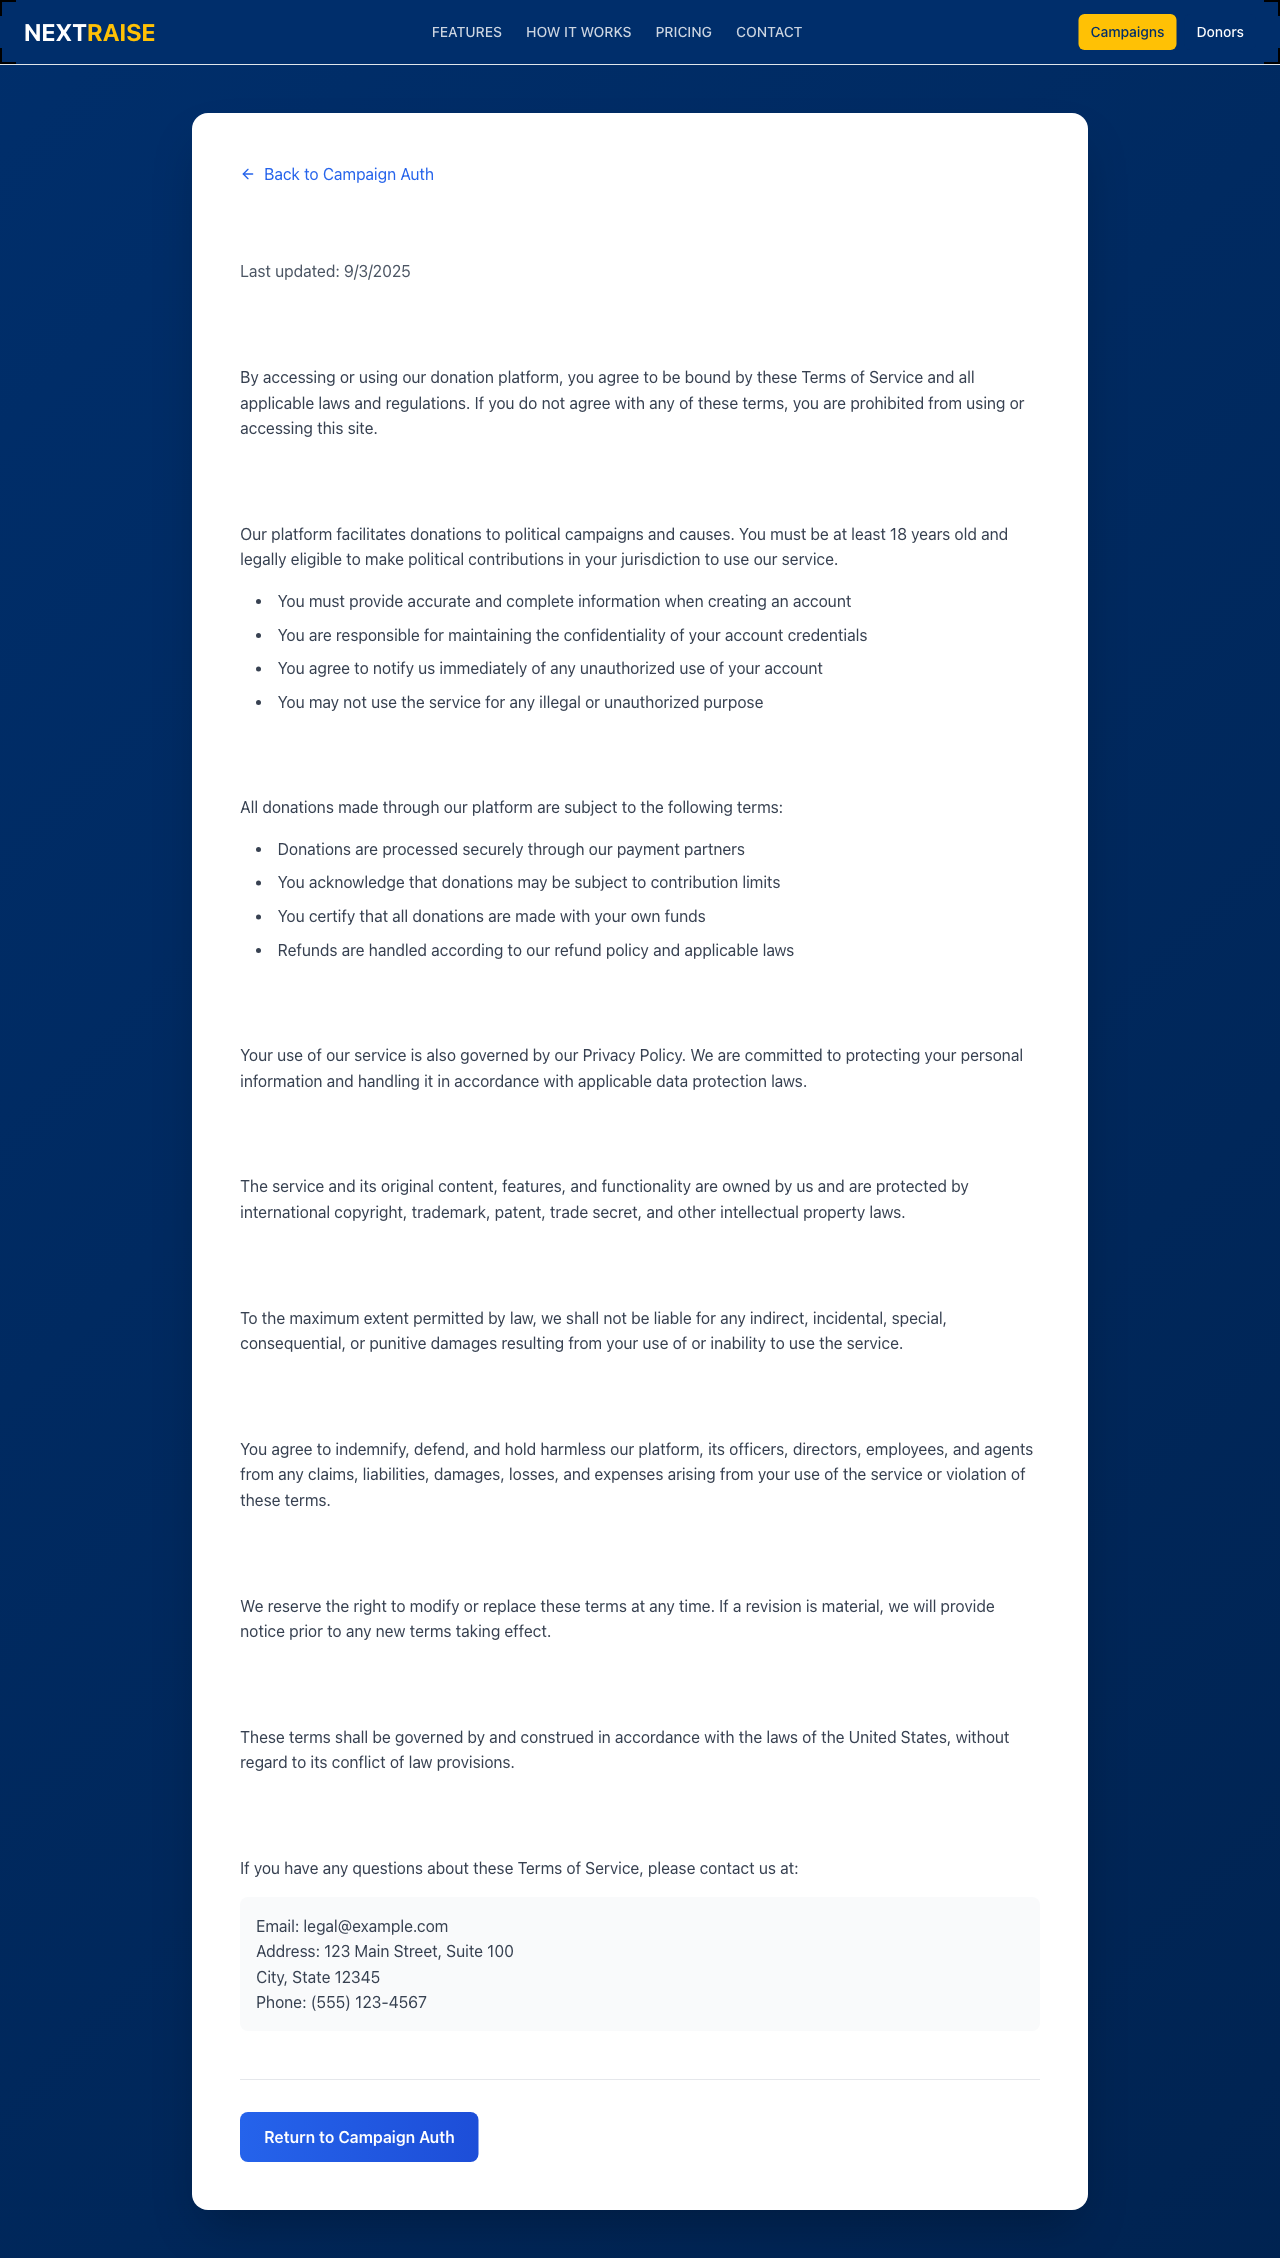 NEXTRAISE
FEATURES
HOW IT WORKS
PRICING
CONTACT
Campaigns
Donors
Back to Campaign Auth
Last updated: 9/3/2025
By accessing or using our donation platform, you agree to be bound by these Terms of Service and all
applicable laws and regulations. If you do not agree with any of these terms, you are prohibited from using or
accessing this site.
Our platform facilitates donations to political campaigns and causes. You must be at least 18 years old and
legally eligible to make political contributions in your jurisdiction to use our service.
• You must provide accurate and complete information when creating an account
• You are responsible for maintaining the confidentiality of your account credentials
• You agree to notify us immediately of any unauthorized use of your account
• You may not use the service for any illegal or unauthorized purpose
All donations made through our platform are subject to the following terms:
• Donations are processed securely through our payment partners
• You acknowledge that donations may be subject to contribution limits
• You certify that all donations are made with your own funds
• Refunds are handled according to our refund policy and applicable laws
Your use of our service is also governed by our Privacy Policy. We are committed to protecting your personal
information and handling it in accordance with applicable data protection laws.
The service and its original content, features, and functionality are owned by us and are protected by
international copyright, trademark, patent, trade secret, and other intellectual property laws.
To the maximum extent permitted by law, we shall not be liable for any indirect, incidental, special,
consequential, or punitive damages resulting from your use of or inability to use the service.
You agree to indemnify, defend, and hold harmless our platform, its officers, directors, employees, and agents
from any claims, liabilities, damages, losses, and expenses arising from your use of the service or violation of
these terms.
We reserve the right to modify or replace these terms at any time. If a revision is material, we will provide
notice prior to any new terms taking effect.
These terms shall be governed by and construed in accordance with the laws of the United States, without
regard to its conflict of law provisions.
If you have any questions about these Terms of Service, please contact us at:
Email: legal@example.com
Address: 123 Main Street, Suite 100
City, State 12345
Phone: (555) 123-4567
Return to Campaign Auth